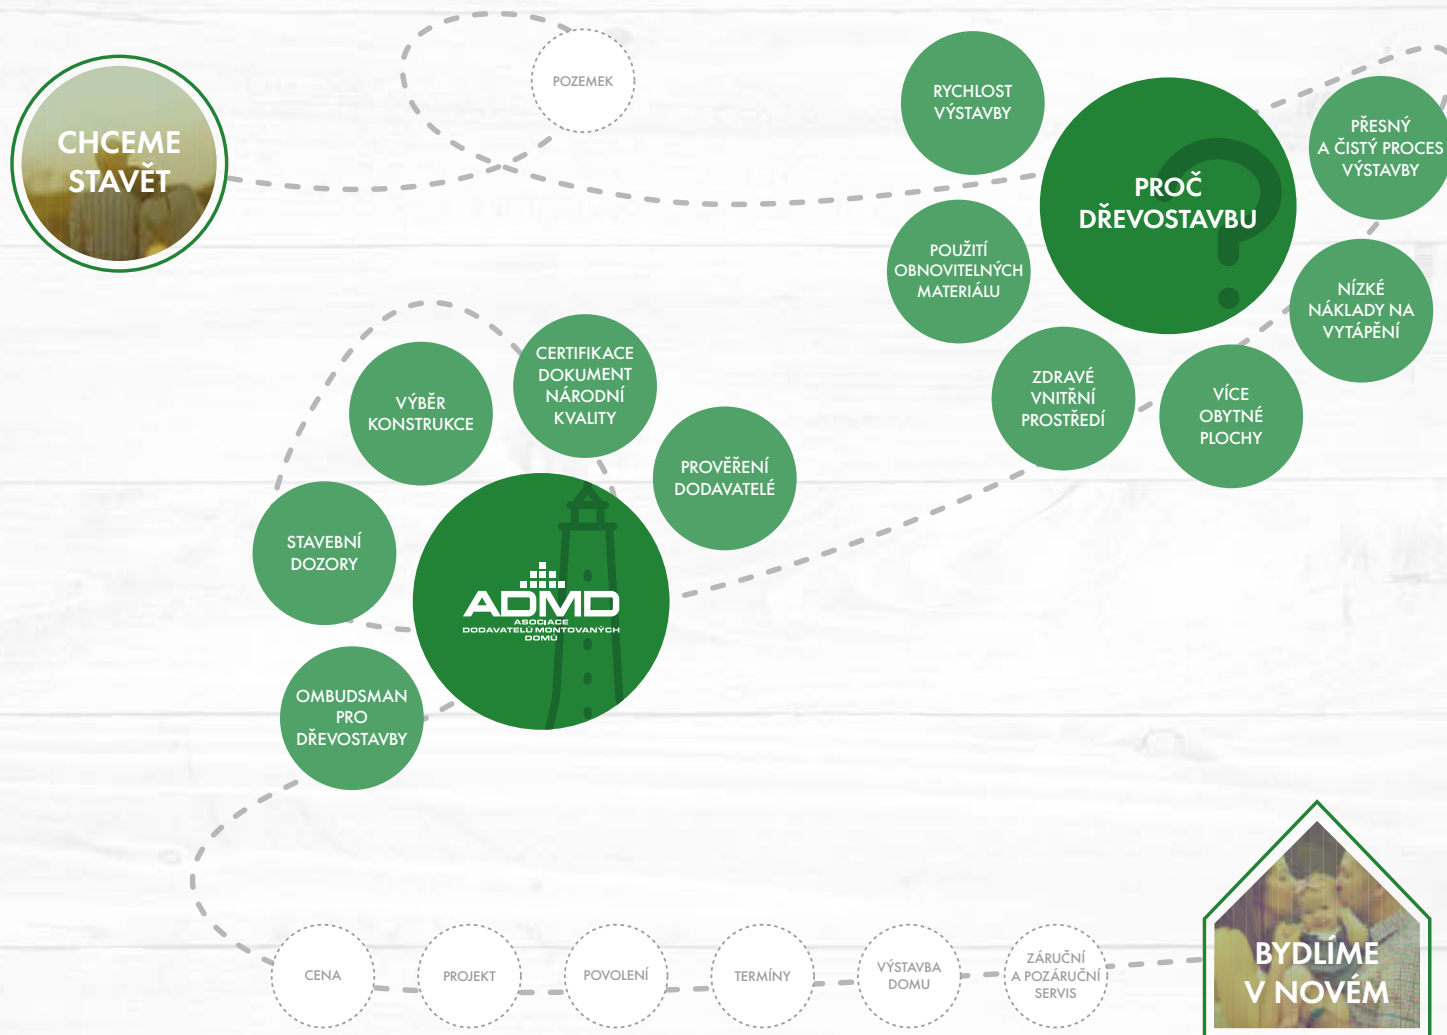 CHCEME
STAVĚT
POZEMEK
RYCHLOST
VÝSTAVBY
PROČ
DŘEVOSTAVBU
?
PŘESNÝ
A ČISTÝ PROCES
VÝSTAVBY
POUŽITÍ
OBNOVITELNÝCH
MATERIÁLU
NÍZKÉ
NÁKLADY NA
VYTÁPĚNÍ
ZDRAVÉ
VNITŘNÍ
PROSTŘEDÍ
VÍCE
OBYTNÉ
PLOCHY
CERTIFIKACE
DOKUMENT
NÁRODNÍ
KVALITY
VÝBĚR
KONSTRUKCE
PROVĚŘENÍ
DODAVATELÉ
STAVEBNÍ
DOZORY
ADMD
ASOCIACE
DODAVATELŮ MONTOVANÝCH
DOMŮ
OMBUDSMAN
PRO
DŘEVOSTAVBY
CENA
PROJEKT
POVOLENÍ
TERMÍNY
VÝSTAVBA
DOMU
ZÁRUČNÍ
A POZÁRUČNÍ
SERVIS
BYDLÍME
V NOVÉM